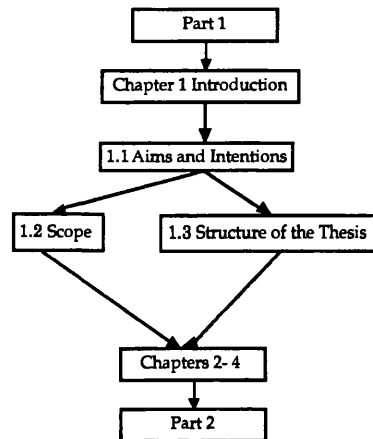 Part 1
Chapter 1 Introduction
1.1 Aims and Intentions
1.2 Scope
1.3 Structure of the Thesis
Chapters 2- 4
Part 2